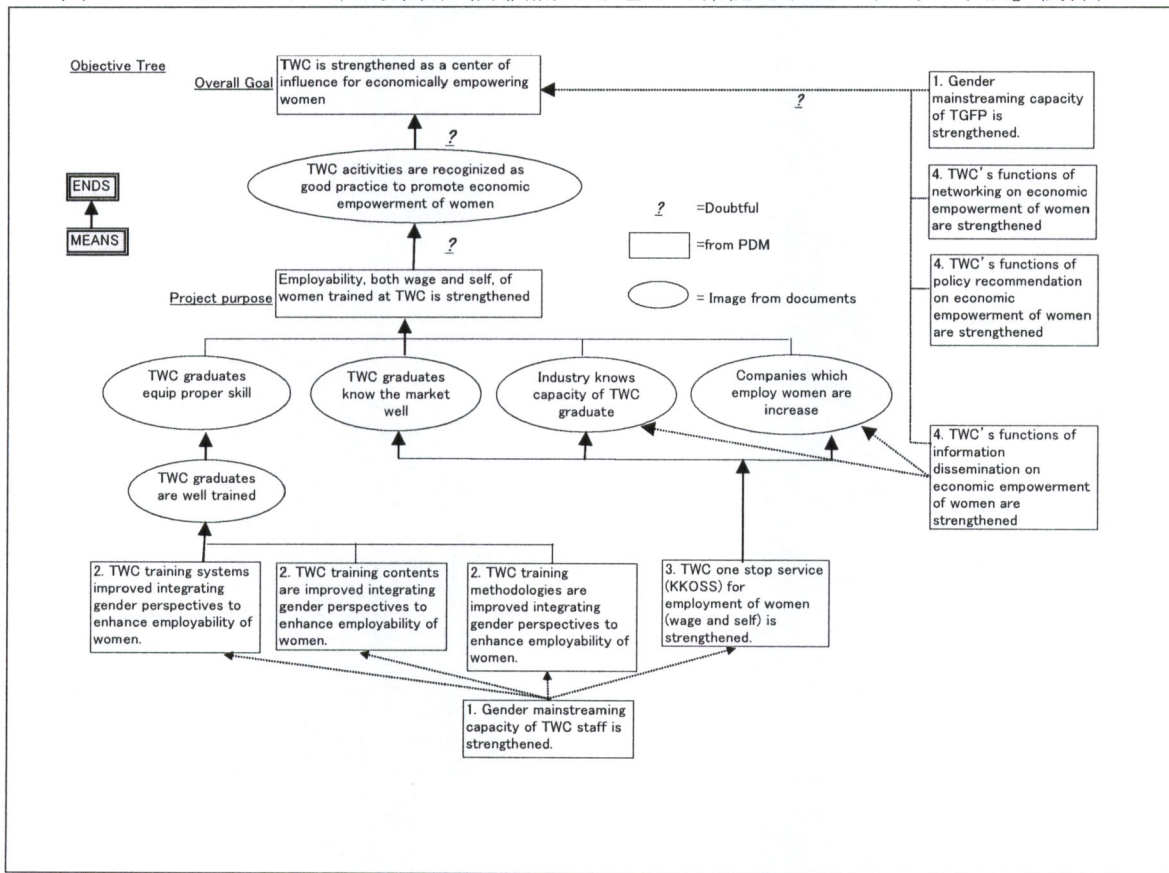 Objective Tree
Overall Goal
TWC is strengthened as a center of
influence for economically empowering
women
?
1. Gender
mainstreaming capacity
of TGFP is
strengthened.
?
TWC acitivities are recoginized as
good practice to promote economic
empowerment of women
ENDS
MEANS
? =Doubtful
=from PDM
= Image from documents
4. TWC's functions of
networking on economic
empowerment of women
are strengthened
?
4. TWC's functions of
policy recommendation
on economic
empowerment of women
are strengthened
Project purpose
Employability, both wage and self, of
women trained at TWC is strengthened
TWC graduates
equip proper skill
TWC graduates
know the market
well
Industry knows
capacity of TWC
graduate
Companies which
employ women are
increase
4. TWC's functions of
information
dissemination on
economic empowerment
of women are
strengthened
TWC graduates
are well trained
2. TWC training systems
improved integrating
gender perspectives to
enhance employability of
women.
2. TWC training contents
are improved integrating
gender perspectives to
enhance employability of
women.
2. TWC training
methodologies are
improved integrating
gender perspectives to
enhance employability of
women.
3. TWC one stop service
(KKOSS) for
employment of women
(wage and self) is
strengthened.
1. Gender mainstreaming
capacity of TWC staff is
strengthened.